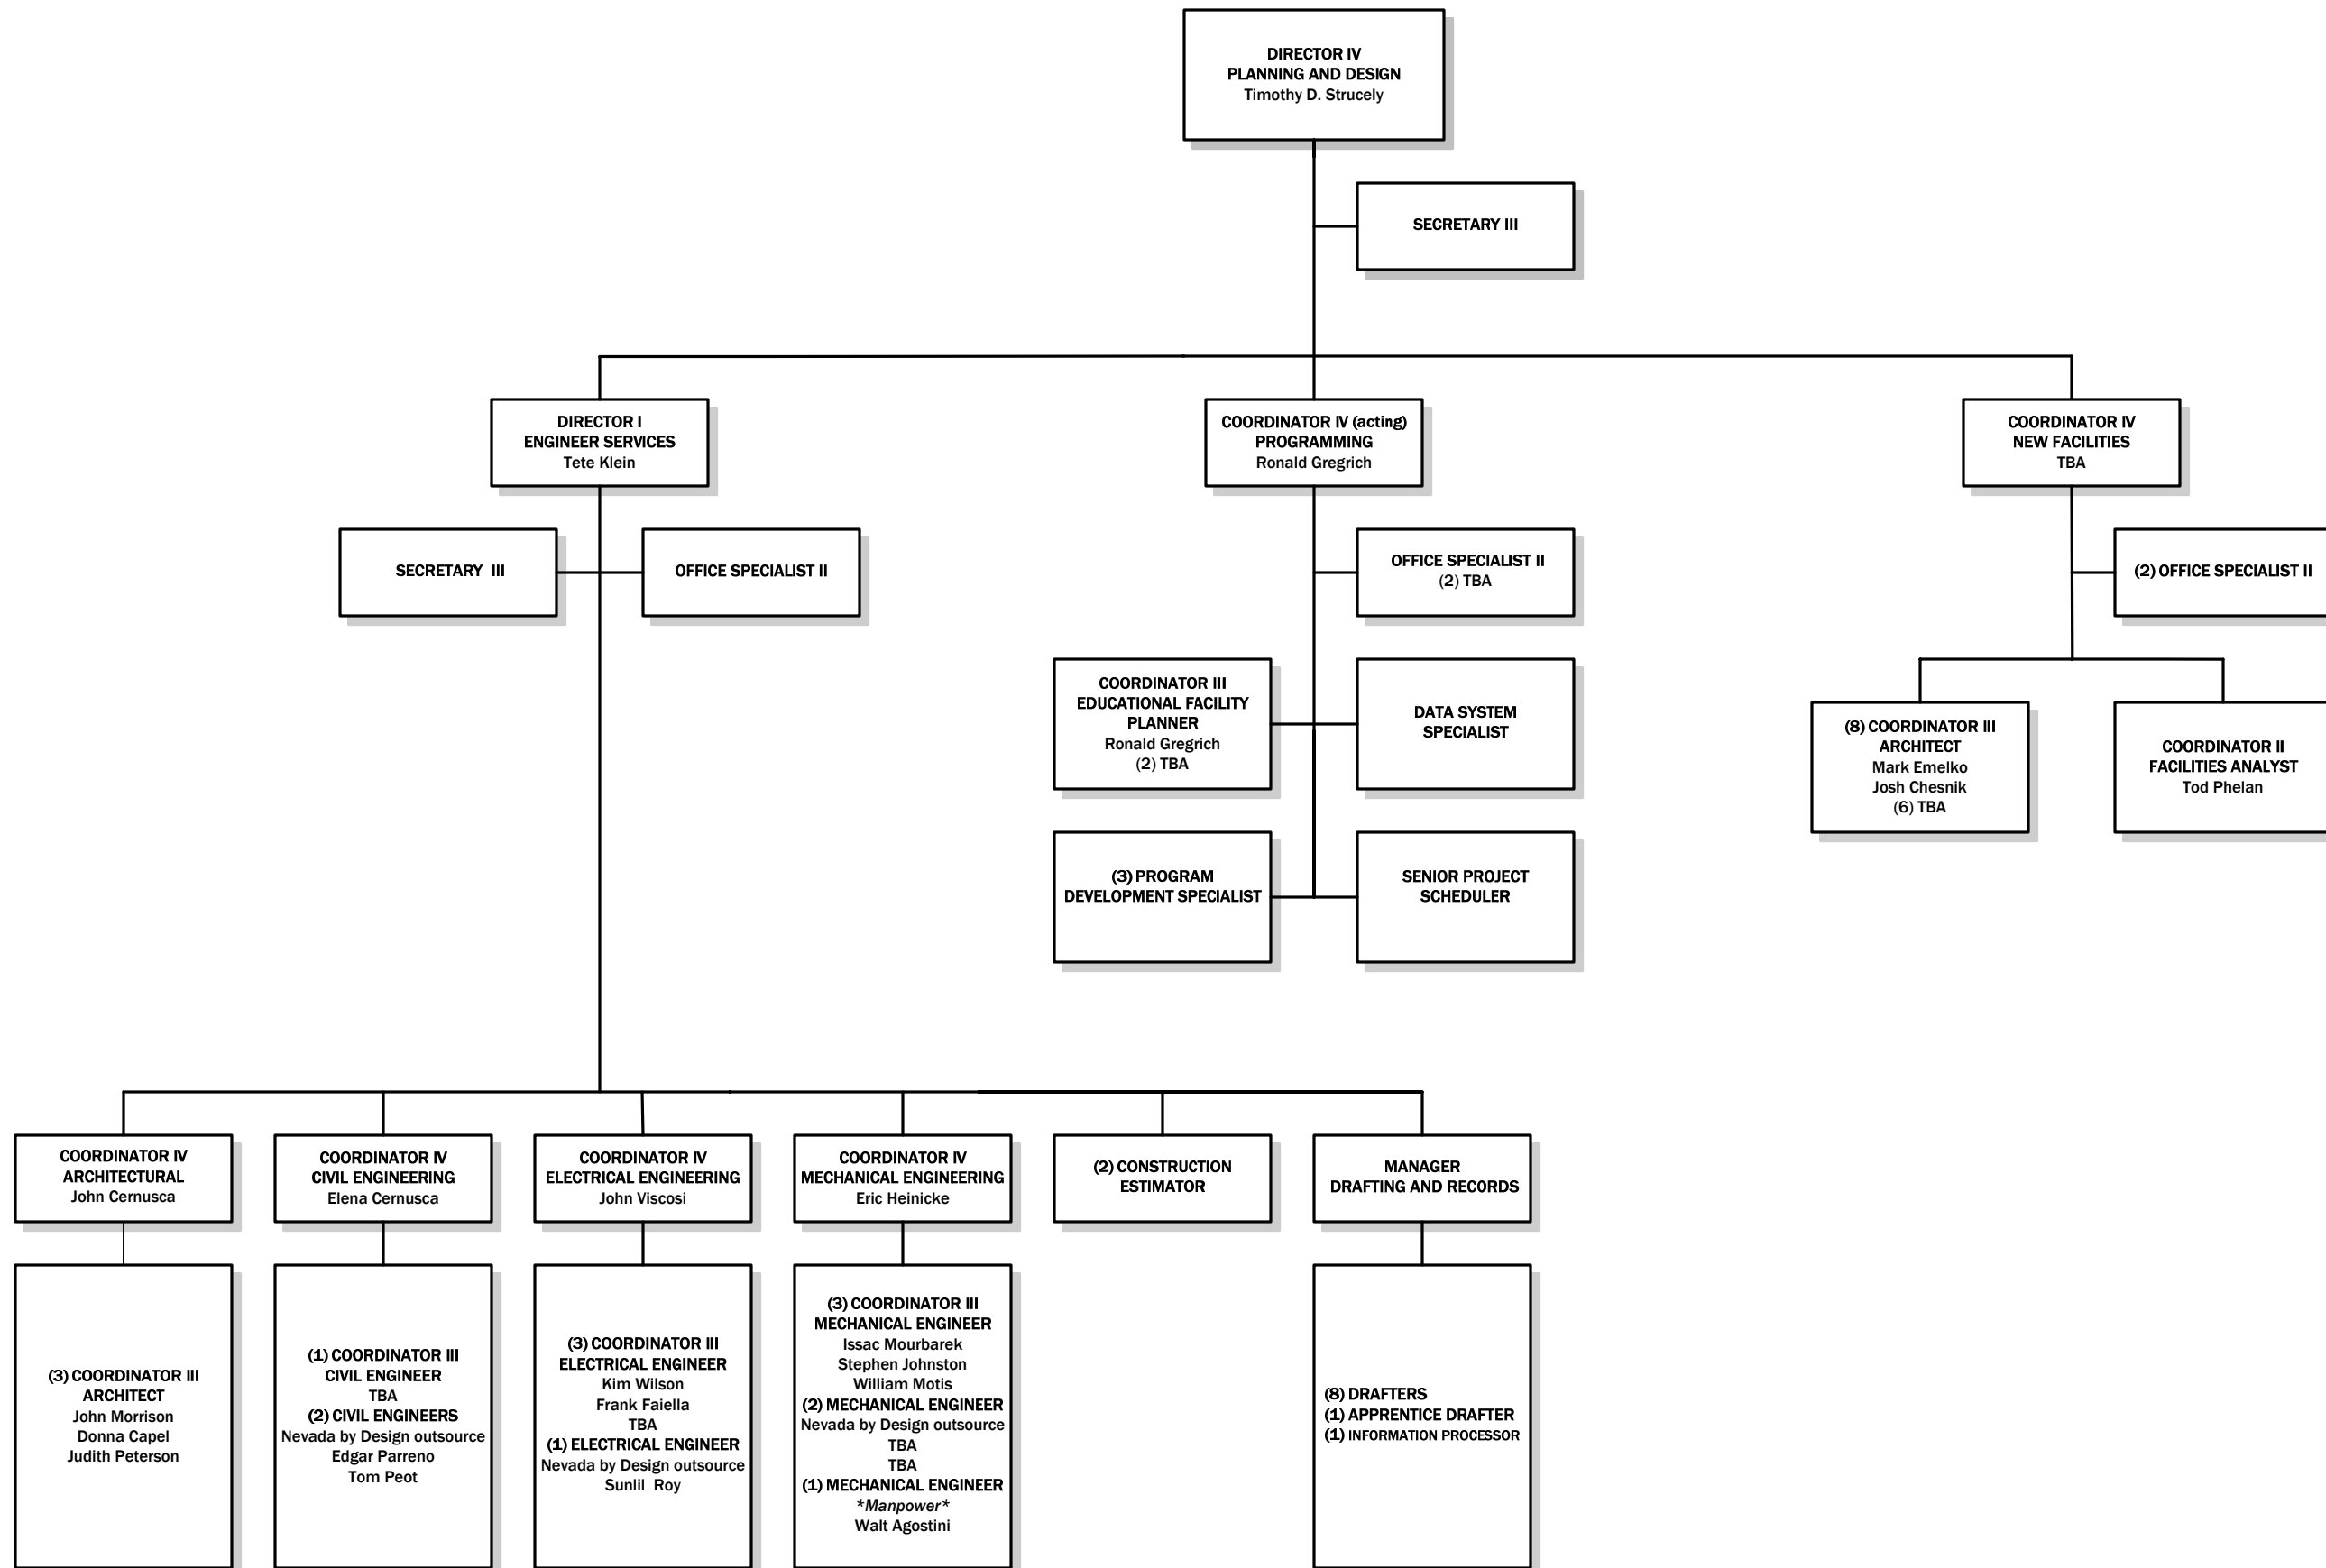 DIRECTOR IV
PLANNING AND DESIGN
Timothy D. Strucely
SECRETARY III
DIRECTOR I
ENGINEER SERVICES
Tete Klein
COORDINATOR IV (acting)
PROGRAMMING
Ronald Gregrich
COORDINATOR IV
NEW FACILITIES
TBA
SECRETARY  III
OFFICE SPECIALIST II
OFFICE SPECIALIST II
(2) TBA
(2) OFFICE SPECIALIST II
COORDINATOR III
EDUCATIONAL FACILITY
PLANNER
Ronald Gregrich
(2) TBA
DATA SYSTEM
SPECIALIST
(8) COORDINATOR III
ARCHITECT
Mark Emelko
Josh Chesnik
(6) TBA
COORDINATOR II
FACILITIES ANALYST
Tod Phelan
(3) PROGRAM
DEVELOPMENT SPECIALIST
SENIOR PROJECT
SCHEDULER
COORDINATOR IV
ARCHITECTURAL
John Cernusca
COORDINATOR IV
CIVIL ENGINEERING
Elena Cernusca
COORDINATOR IV
ELECTRICAL ENGINEERING
John Viscosi
COORDINATOR IV
MECHANICAL ENGINEERING
Eric Heinicke
(2) CONSTRUCTION
ESTIMATOR
MANAGER
DRAFTING AND RECORDS
(3) COORDINATOR III
ARCHITECT
John Morrison
Donna Capel
Judith Peterson
(1) COORDINATOR III
CIVIL ENGINEER
TBA
(2) CIVIL ENGINEERS
Nevada by Design outsource
Edgar Parreno
Tom Peot
(3) COORDINATOR III
ELECTRICAL ENGINEER
Kim Wilson
Frank Faiella
TBA
(1) ELECTRICAL ENGINEER
Nevada by Design outsource
Sunlil  Roy
(3) COORDINATOR III
MECHANICAL ENGINEER
Issac Mourbarek
Stephen Johnston
William Motis
(2) MECHANICAL ENGINEER
Nevada by Design outsource
TBA
TBA
(1) MECHANICAL ENGINEER
*Manpower*
Walt Agostini
(8) DRAFTERS
(1) APPRENTICE DRAFTER
(1) INFORMATION PROCESSOR